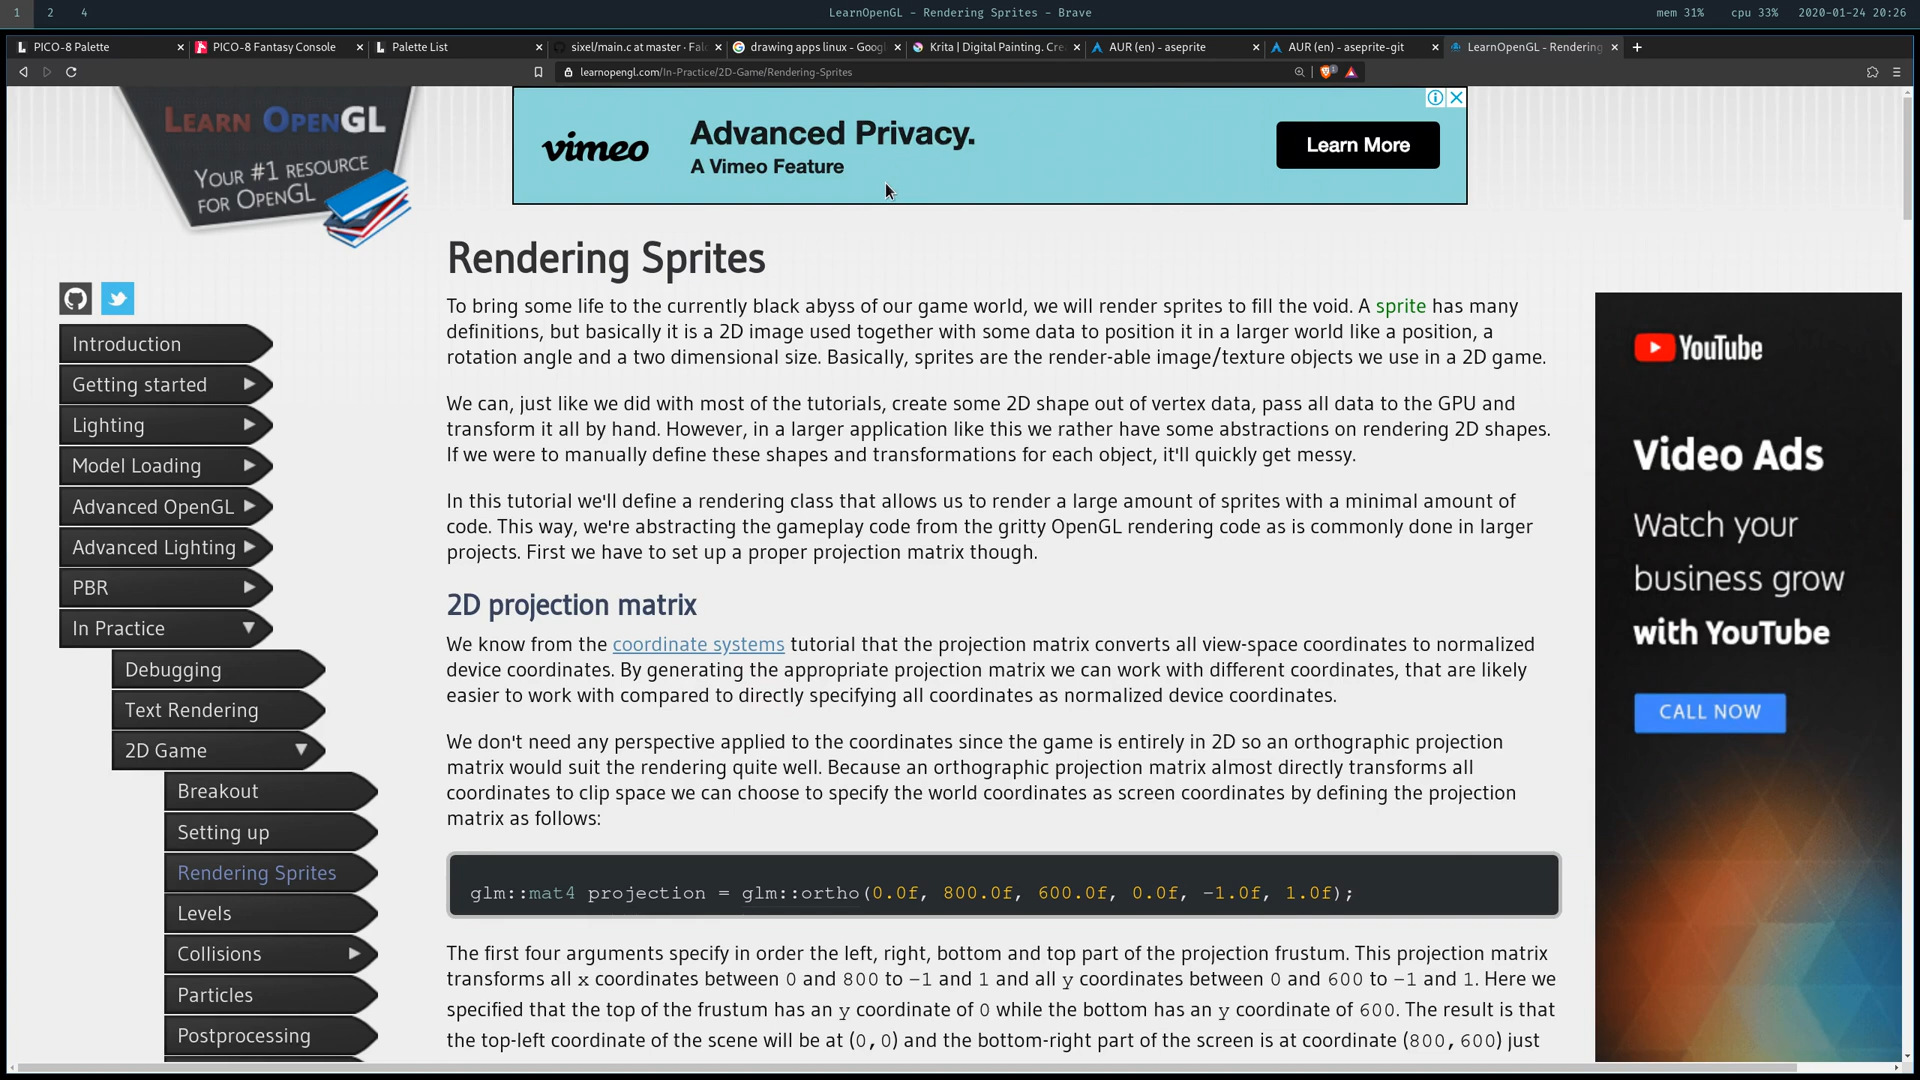 1 2 4 LearnOpenGL - Rendering Sprites - Brave mem 31% cpu 33% 2020-01-24 20:26
PICO-8 Palette PICO-8 Fantasy Console Palette List sixel/main.c at master · Fal drawing apps linux - Googl Krita | Digital Painting. Cre AUR (en) - aseprite AUR (en) - aseprite-git LearnOpenGL - Rendering
learnopengl.com/In-Practice/2D-Game/Rendering-Sprites
LEARN OPENGL
YOUR #1 RESOURCE
FOR OPENGL
vimeo
Advanced Privacy.
A Vimeo Feature
Learn More
Introduction
Getting started
Lighting
Model Loading
Advanced OpenGL
Advanced Lighting
PBR
In Practice
Debugging
Text Rendering
2D Game
Breakout
Setting up
Rendering Sprites
Levels
Collisions
Particles
Postprocessing
Rendering Sprites
To bring some life to the currently black abyss of our game world, we will render sprites to fill the void. A sprite has many
definitions, but basically it is a 2D image used together with some data to position it in a larger world like a position, a
rotation angle and a two dimensional size. Basically, sprites are the render-able image/texture objects we use in a 2D game.
We can, just like we did with most of the tutorials, create some 2D shape out of vertex data, pass all data to the GPU and
transform it all by hand. However, in a larger application like this we rather have some abstractions on rendering 2D shapes.
If we were to manually define these shapes and transformations for each object, it'll quickly get messy.
In this tutorial we'll define a rendering class that allows us to render a large amount of sprites with a minimal amount of
code. This way, we're abstracting the gameplay code from the gritty OpenGL rendering code as is commonly done in larger
projects. First we have to set up a proper projection matrix though.
2D projection matrix
We know from the coordinate systems tutorial that the projection matrix converts all view-space coordinates to normalized
device coordinates. By generating the appropriate projection matrix we can work with different coordinates, that are likely
easier to work with compared to directly specifying all coordinates as normalized device coordinates.
We don't need any perspective applied to the coordinates since the game is entirely in 2D so an orthographic projection
matrix would suit the rendering quite well. Because an orthographic projection matrix almost directly transforms all
coordinates to clip space we can choose to specify the world coordinates as screen coordinates by defining the projection
matrix as follows:
glm::mat4 projection = glm::ortho(0.0f, 800.0f, 600.0f, 0.0f, -1.0f, 1.0f);
The first four arguments specify in order the left, right, bottom and top part of the projection frustum. This projection matrix
transforms all x coordinates between 0 and 800 to -1 and 1 and all y coordinates between 0 and 600 to -1 and 1. Here we
specified that the top of the frustum has an y coordinate of 0 while the bottom has an y coordinate of 600. The result is that
the top-left coordinate of the scene will be at (0,0) and the bottom-right part of the screen is at coordinate (800,600) just
YouTube
Video Ads
Watch your
business grow
with YouTube
CALL NOW